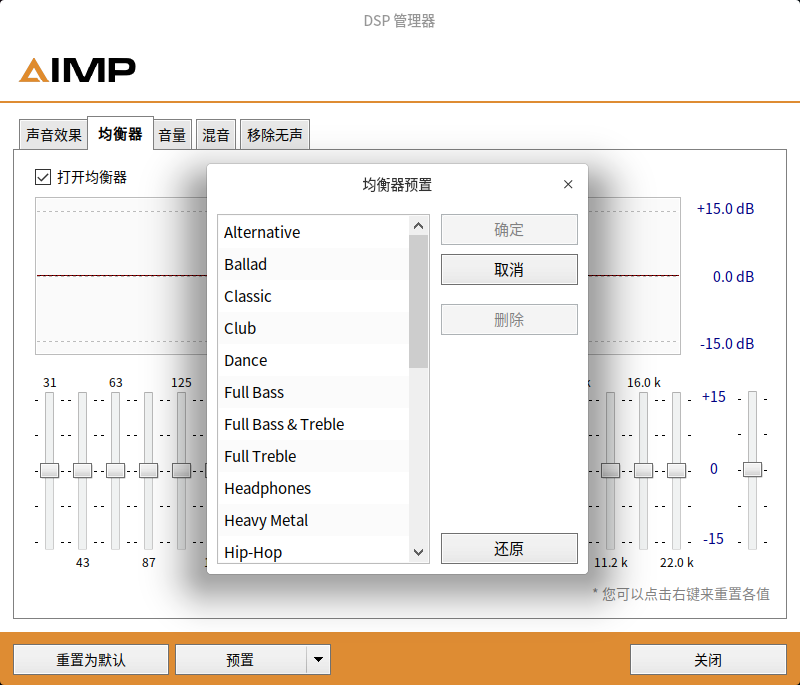 DSP 管理器
AIMP
声音效果 均衡器 音量 混音 移除无声
打开均衡器
均衡器预置
Alternative
Ballad
Classic
Club
Dance
Full Bass
Full Bass & Treble
Full Treble
Headphones
Heavy Metal
Hip-Hop
确定
取消
删除
还原
+15.0 dB
0.0 dB
-15.0 dB
31 63 125 16.0 k
+15
0
-15
43 87 11.2 k 22.0 k
* 您可以点击右键来重置各值
重置为默认 预置 关闭